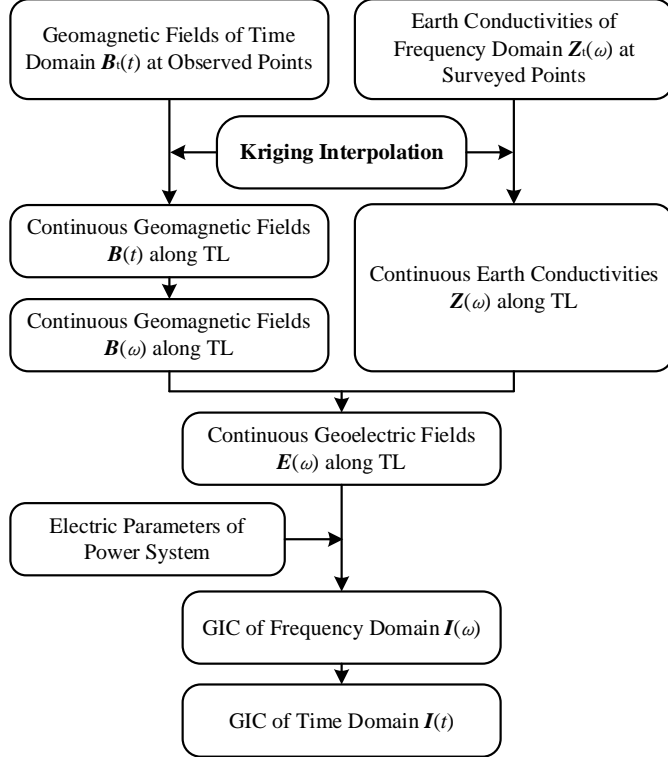 Geomagnetic Fields of Time
Domain Bₜ(t) at Observed Points
Earth Conductivities of
Frequency Domain Zₜ(ω) at
Surveyed Points
Kriging Interpolation
Continuous Geomagnetic Fields
B(t) along TL
Continuous Geomagnetic Fields
B(ω) along TL
Continuous Earth Conductivities
Z(ω) along TL
Continuous Geoelectric Fields
E(ω) along TL
Electric Parameters of
Power System
GIC of Frequency Domain I(ω)
GIC of Time Domain I(t)